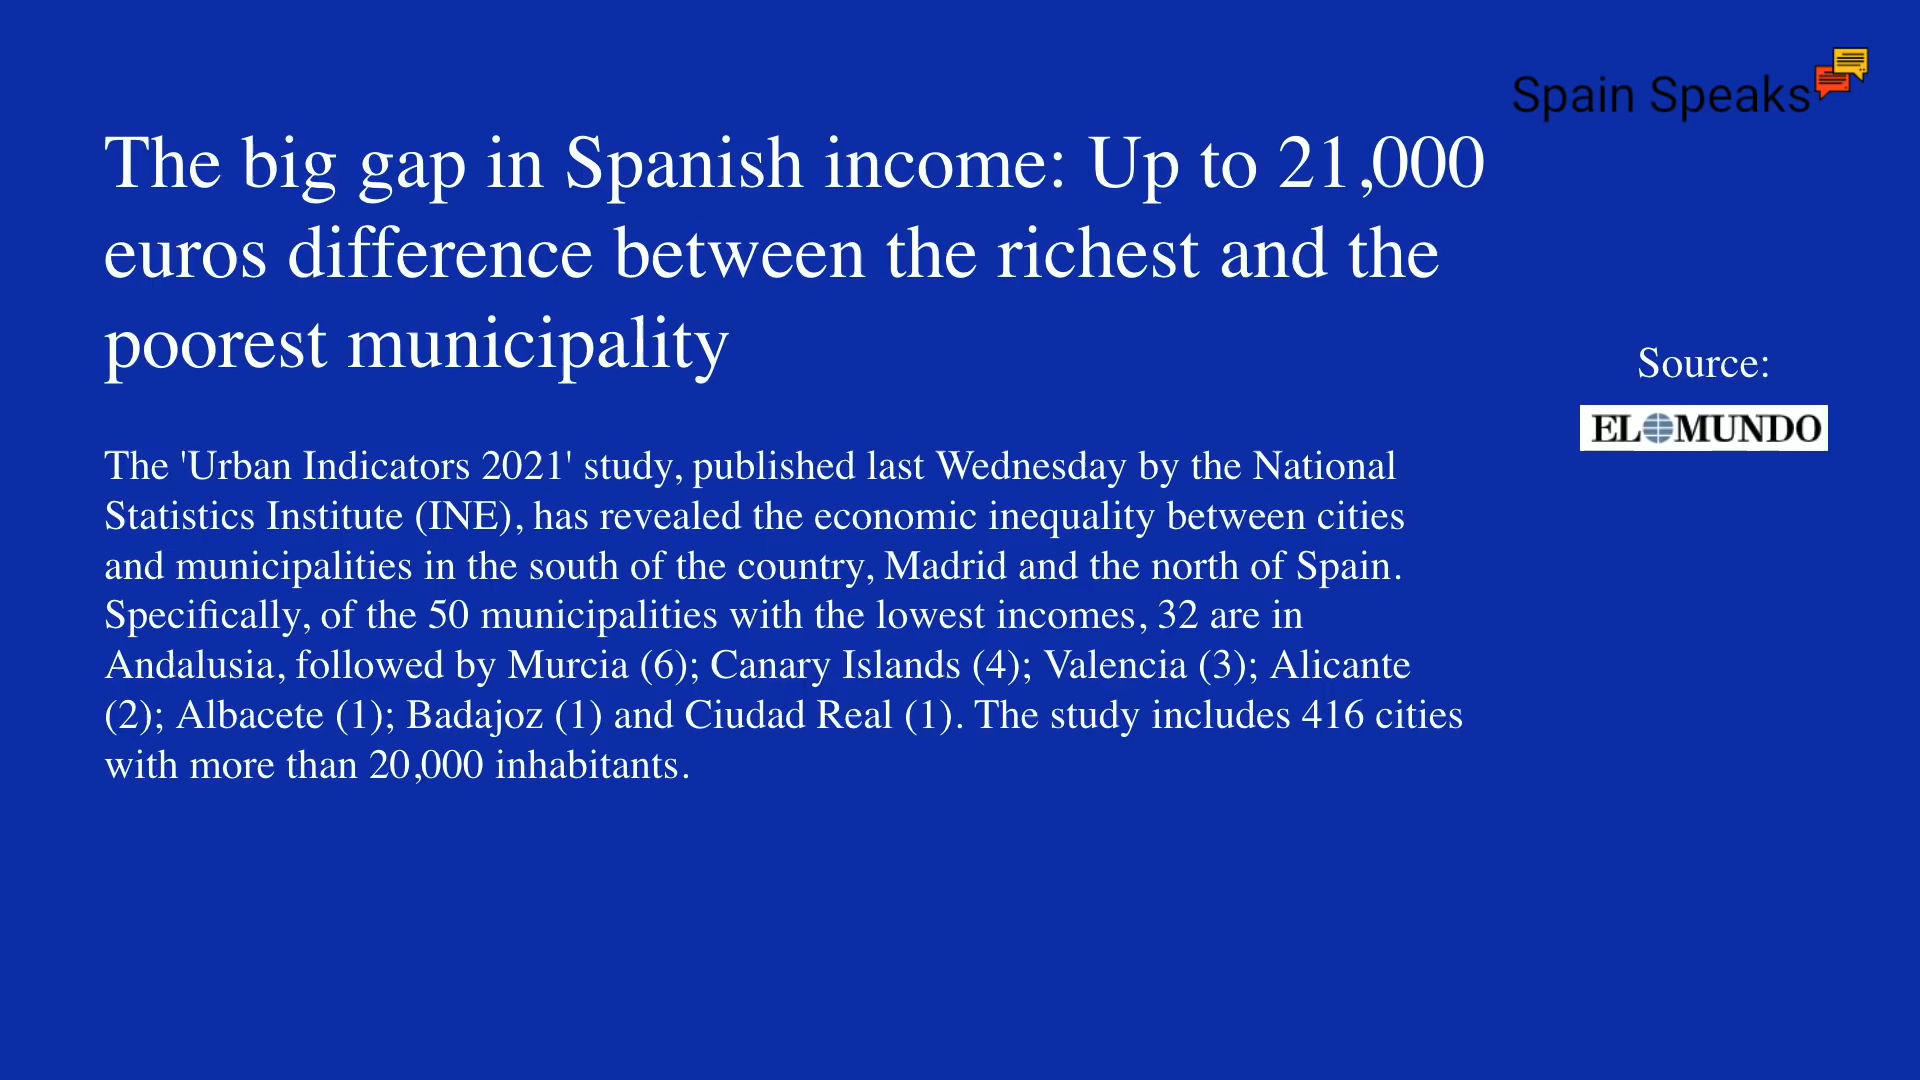 Spain Speaks
The big gap in Spanish income: Up to 21,000
euros difference between the richest and the
poorest municipality
Source:
EL MUNDO
The 'Urban Indicators 2021' study, published last Wednesday by the National
Statistics Institute (INE), has revealed the economic inequality between cities
and municipalities in the south of the country, Madrid and the north of Spain.
Specifically, of the 50 municipalities with the lowest incomes, 32 are in
Andalusia, followed by Murcia (6); Canary Islands (4); Valencia (3); Alicante
(2); Albacete (1); Badajoz (1) and Ciudad Real (1). The study includes 416 cities
with more than 20,000 inhabitants.